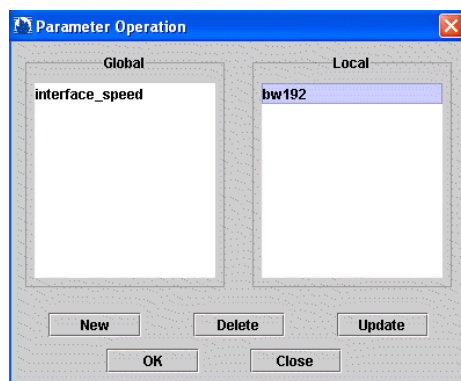 Parameter Operation
Global
Local
interface_speed
bw192
New
Delete
Update
OK
Close